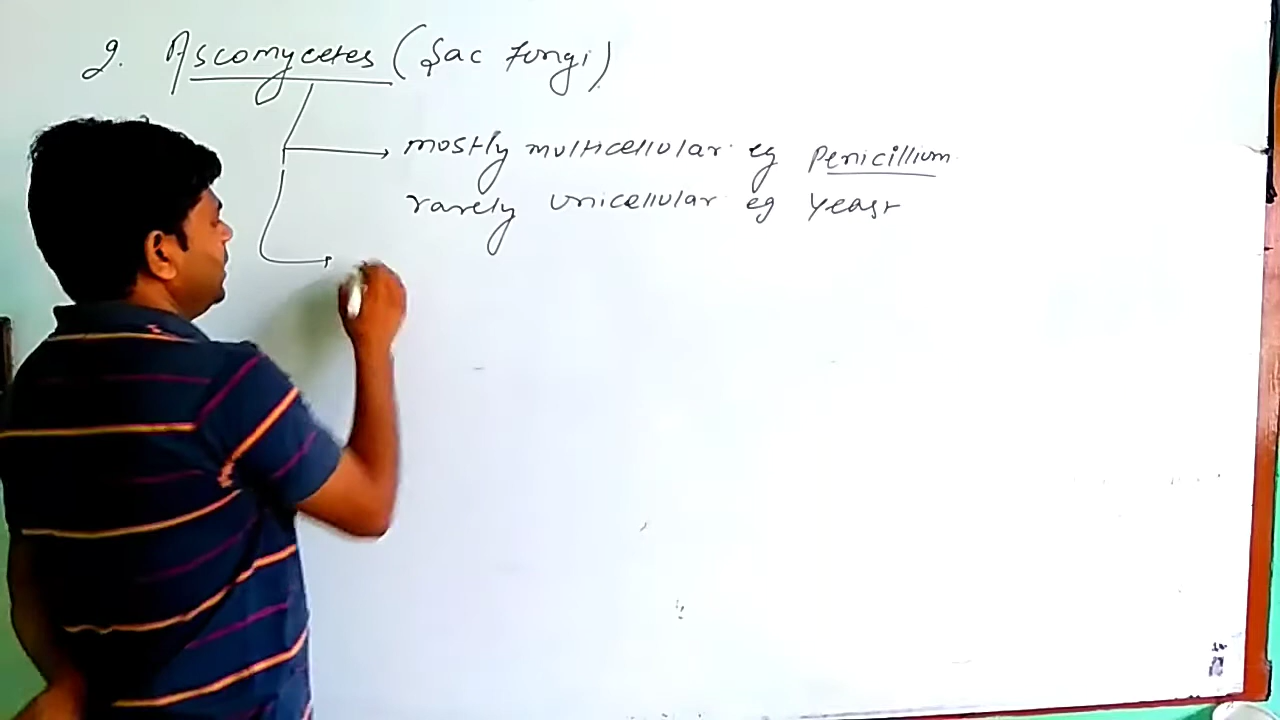 2. Ascomycetes (Sac Fungi)
mostly multicellular eg Penicillium
rarely unicellular eg yeast